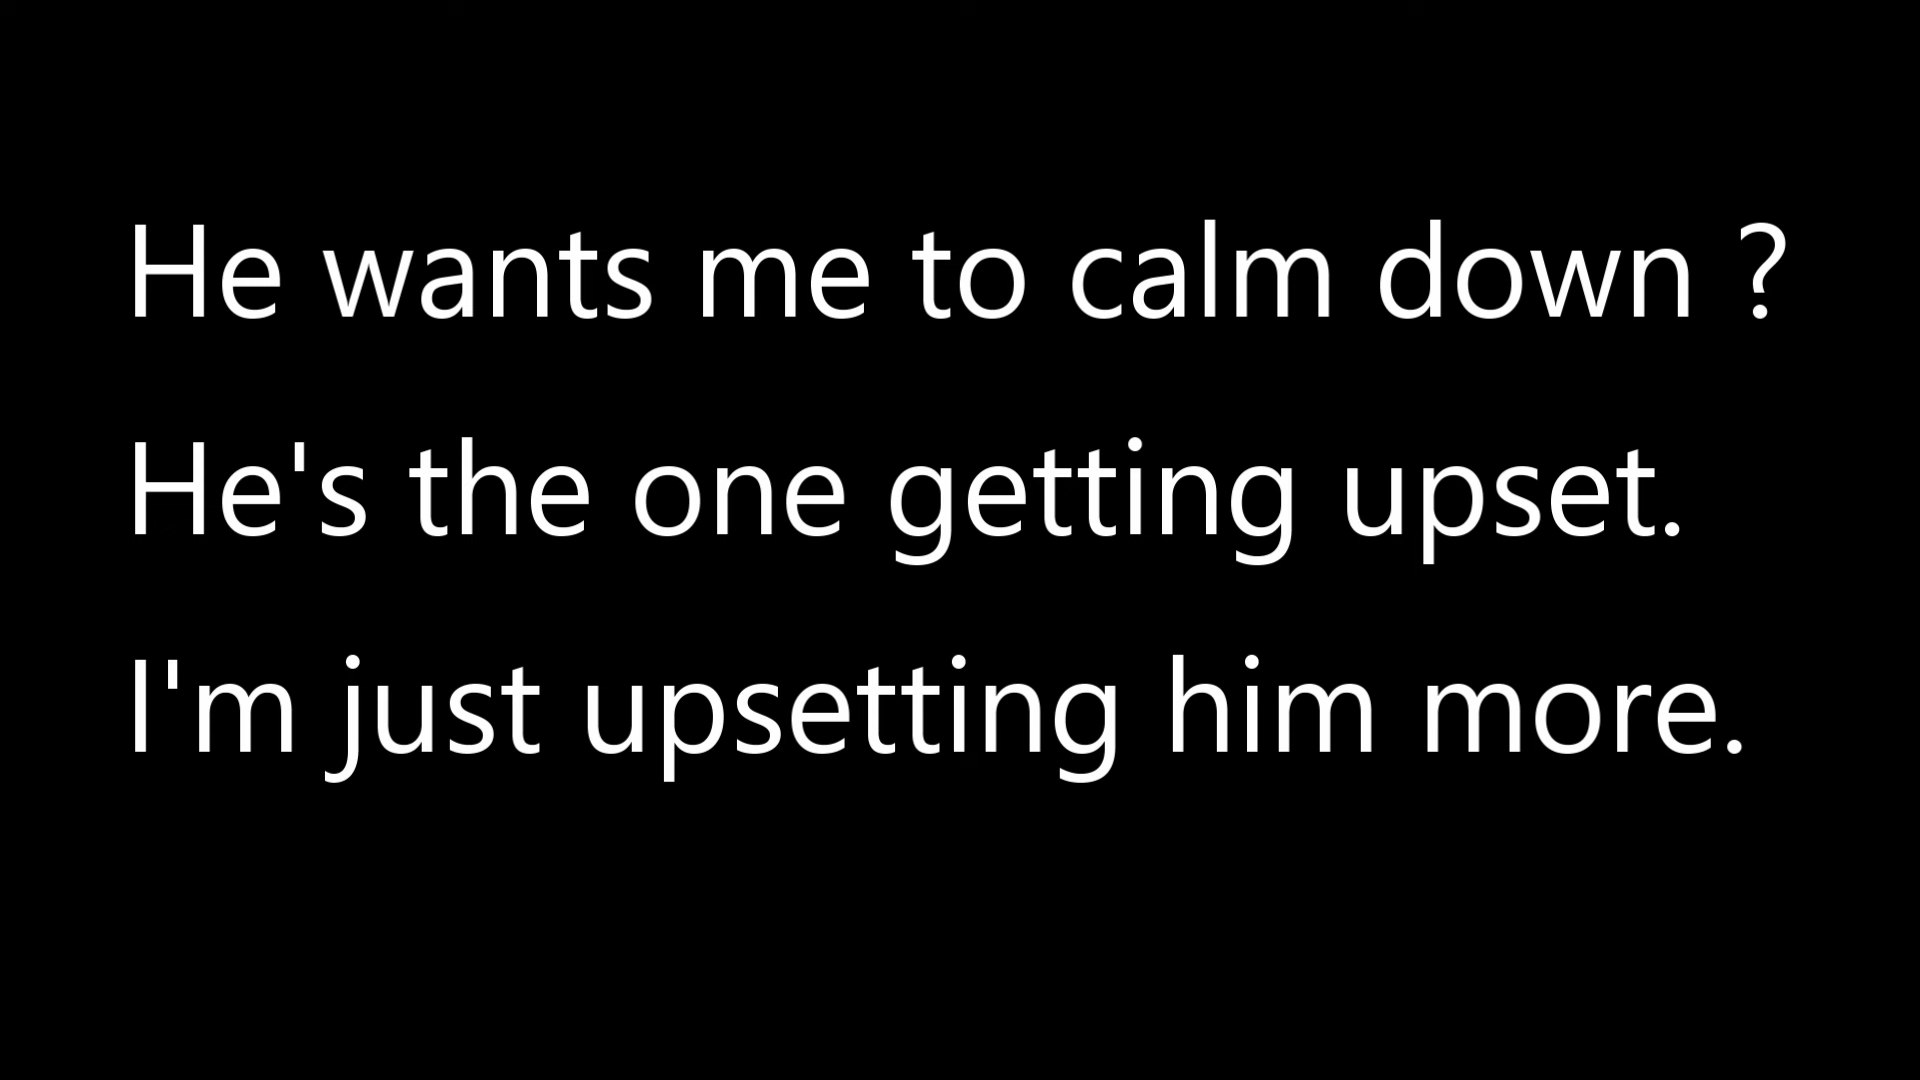 He wants me to calm down ?
He's the one getting upset.
I'm just upsetting him more.